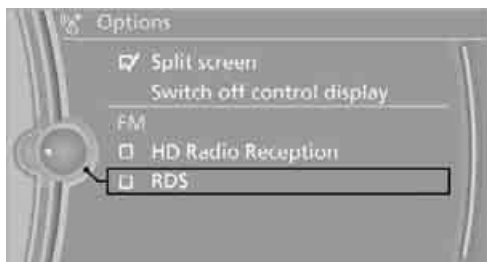 Options
Split screen
Switch off control display
FM
HD Radio Reception
RDS